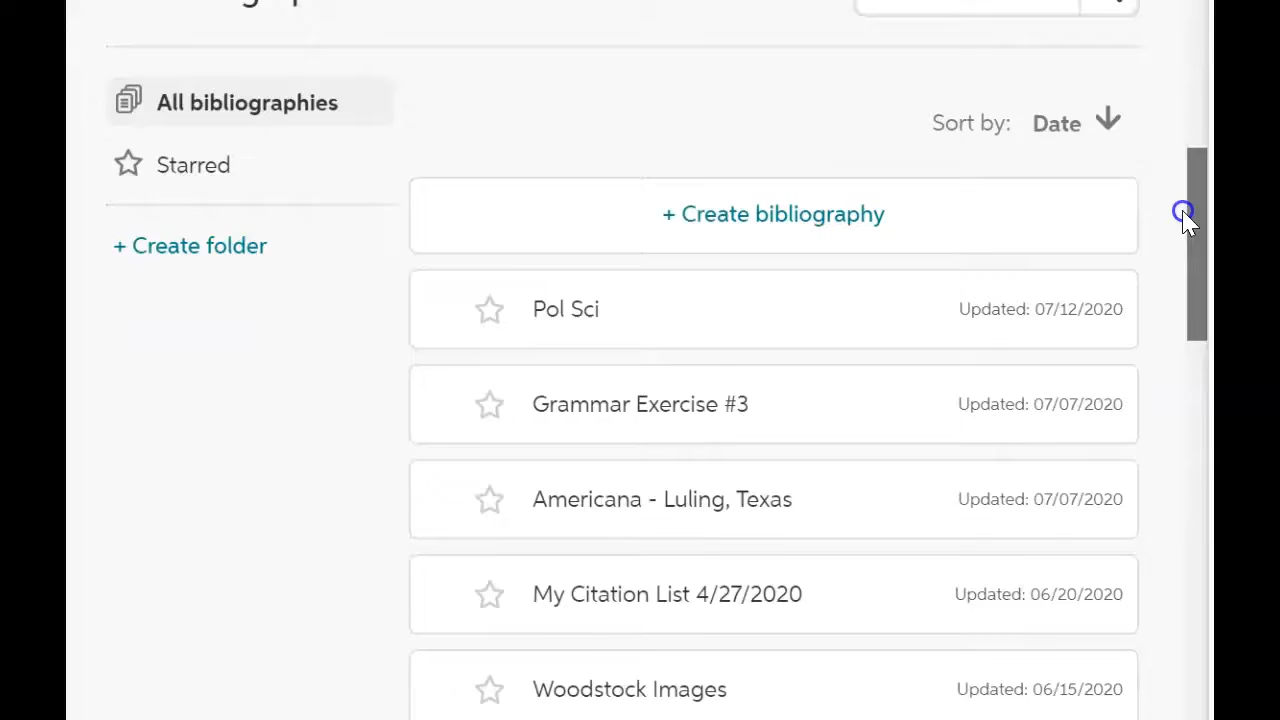 All bibliographies
Sort by: Date
Starred
+ Create bibliography
+ Create folder
Pol Sci Updated: 07/12/2020
Grammar Exercise #3 Updated: 07/07/2020
Americana - Luling, Texas Updated: 07/07/2020
My Citation List 4/27/2020 Updated: 06/20/2020
Woodstock Images Updated: 06/15/2020